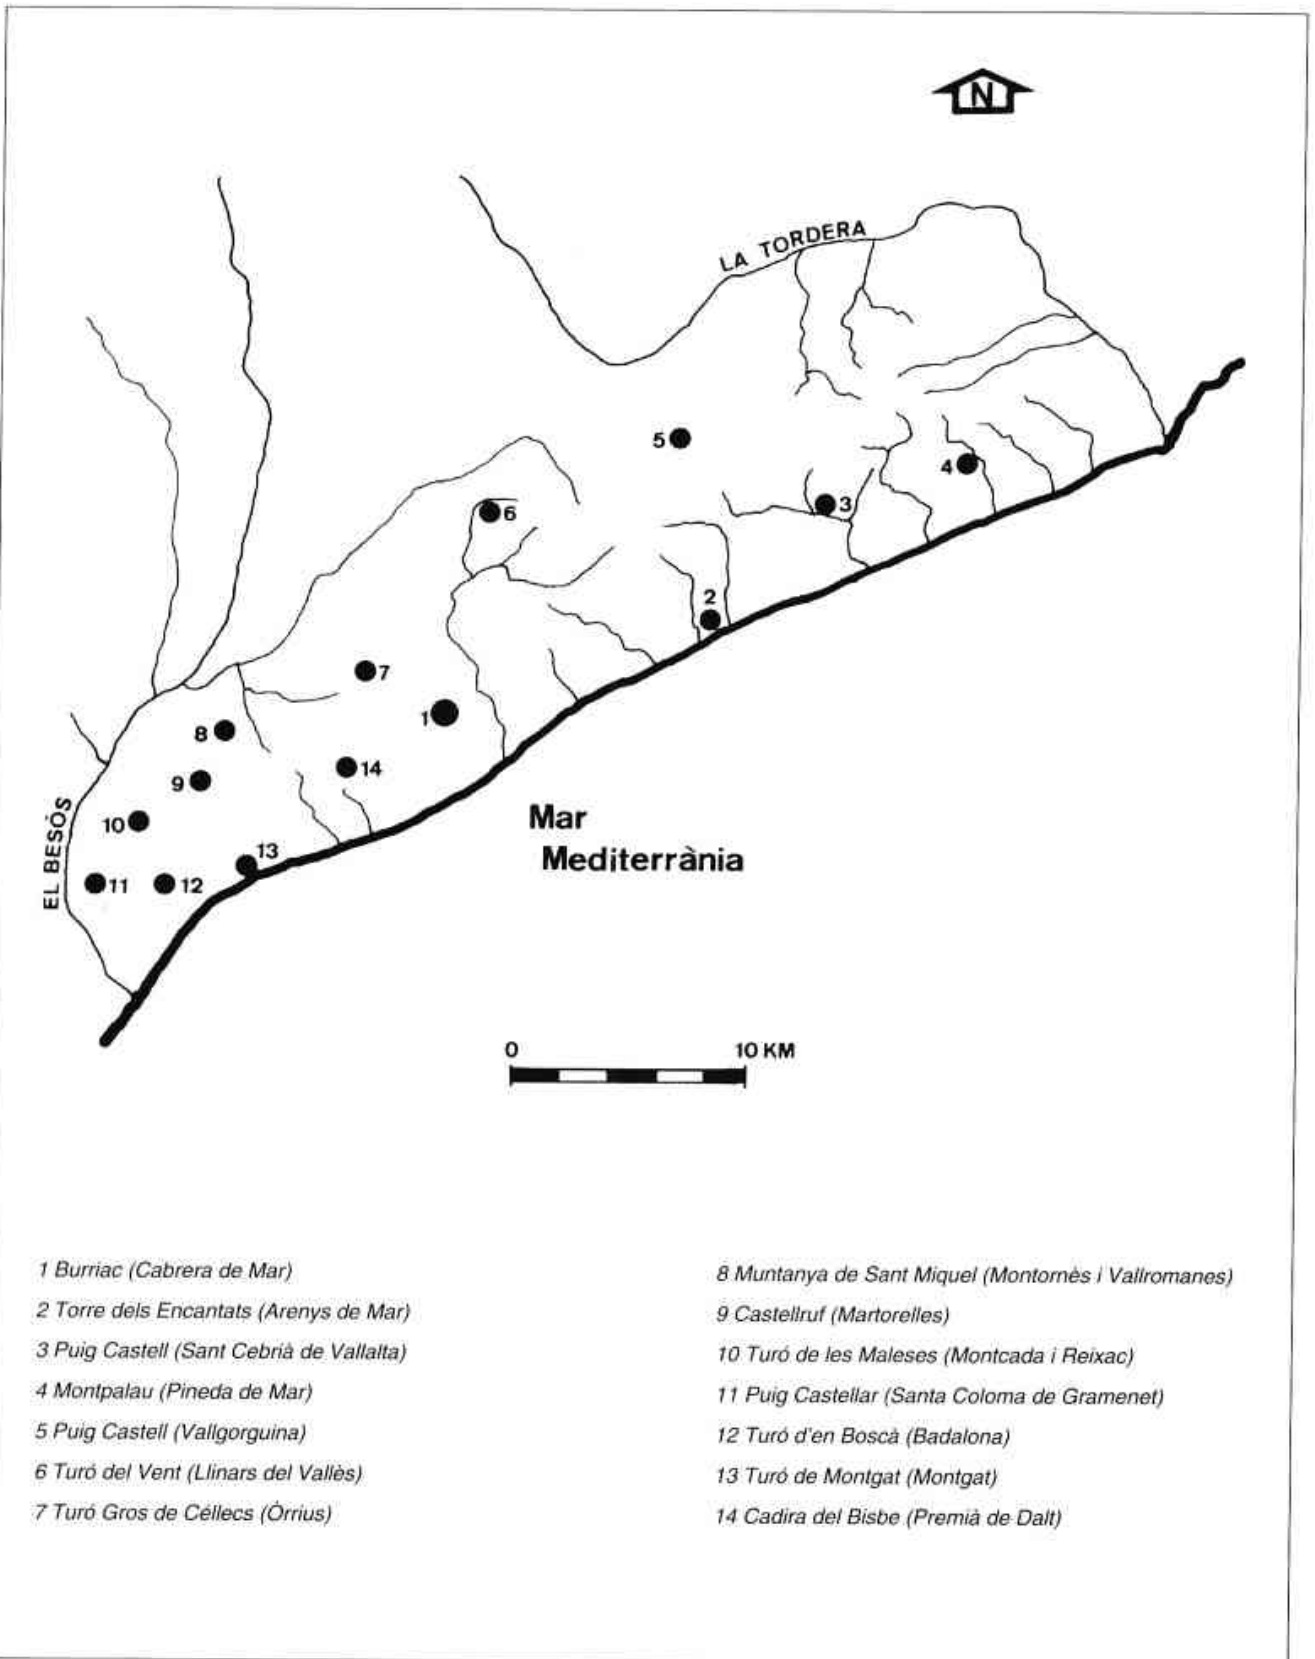 N
LA TORDERA
5
4
6
3
2
7
1
8
14
9
10
EL BESÒS
13
11
12
Mar
Mediterrània
0 10 KM
1 Burriac (Cabrera de Mar)
2 Torre dels Encantats (Arenys de Mar)
3 Puig Castell (Sant Cebrià de Vallalta)
4 Montpalau (Pineda de Mar)
5 Puig Castell (Vallgorguina)
6 Turó del Vent (Llinars del Vallès)
7 Turó Gros de Céllecs (Òrrius)
8 Muntanya de Sant Miquel (Montornès i Vallromanes)
9 Castellruf (Martorelles)
10 Turó de les Maleses (Montcada i Reixac)
11 Puig Castellar (Santa Coloma de Gramenet)
12 Turó d'en Boscà (Badalona)
13 Turó de Montgat (Montgat)
14 Cadira del Bisbe (Premià de Dalt)